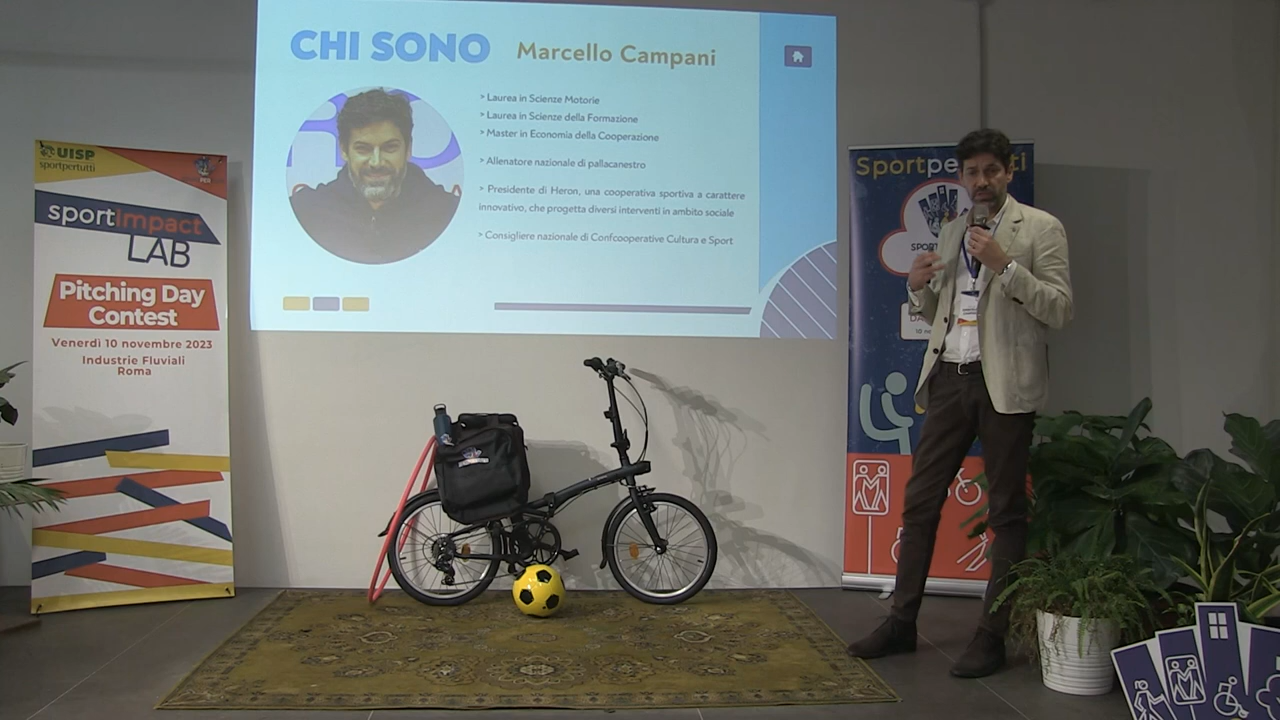 CHI SONO
Marcello Campani
> Laurea in Scienze Motorie
> Laurea in Scienze della Formazione
> Master in Economia della Cooperazione
> Allenatore nazionale di pallacanestro
> Presidente di Heron, una cooperativa sportiva a carattere
innovativo, che progetta diversi interventi in ambito sociale
> Consigliere nazionale di Confcooperative Cultura e Sport
UISP
sportpertutti
sportimpact
LAB
Pitching Day
Contest
Venerdì 10 novembre 2023
Industrie Fluviali
Roma
Sportpertutti